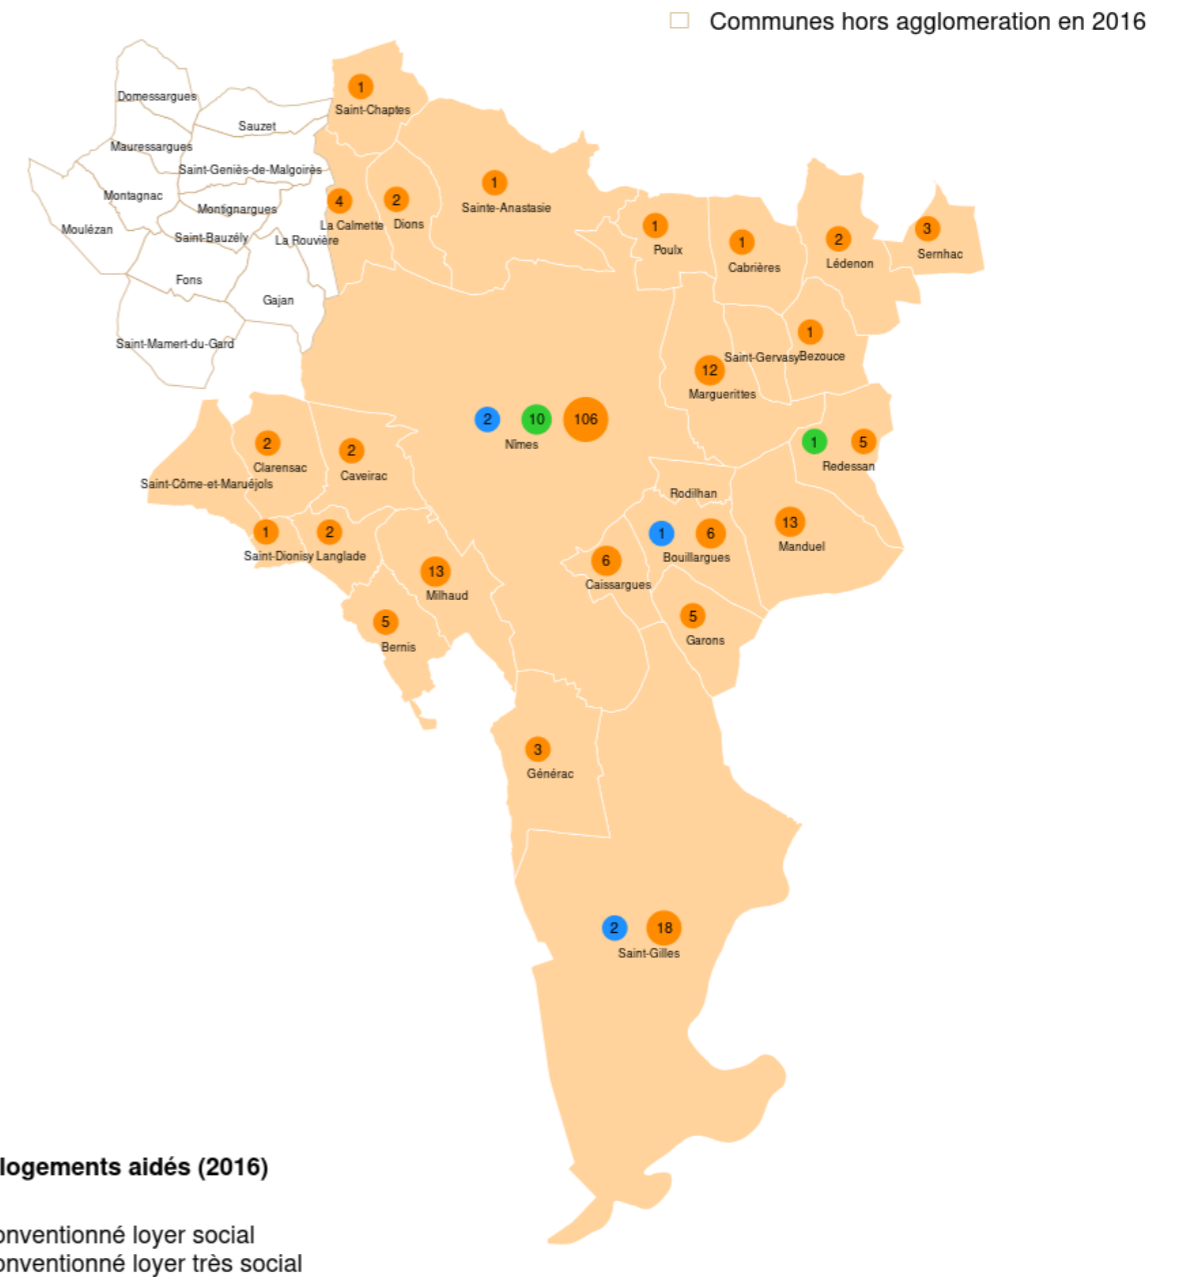 Communes hors agglomeration en 2016
1
Saint-Chaptes
Domessargues
Sauzet
Mauressargues
Saint-Geniès-de-Malgoirès
Montagnac
Montignargues
Moulézan
Saint-Bauzély
La Rouvière
Fons
Gajan
Saint-Mamert-du-Gard
4
La Calmette
2
Dions
1
Sainte-Anastasie
1
Poulx
1
Cabrières
2
Lédenon
3
Sernhac
1
Saint-Gervasy
Bezouce
12
Marguerittes
2 10 106
Nîmes
1 5
Redessan
2
Clarensac
2
Caveirac
Saint-Côme-et-Maruéjols
Rodilhan
1
Saint-Dionisy
2
Langlade
1 6
Bouillargues
13
Manduel
13
Milhaud
6
Caissargues
5
Bernis
5
Garons
3
Générac
2 18
Saint-Gilles
logements aidés (2016)
onventionné loyer social
onventionné loyer très social